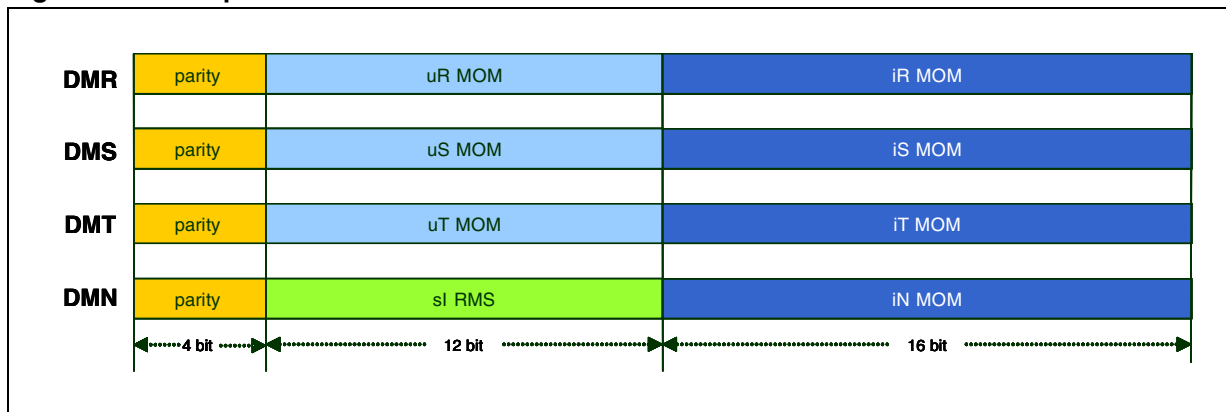 DMR parity uR MOM iR MOM
DMS parity uS MOM iS MOM
DMT parity uT MOM iT MOM
DMN parity sI RMS iN MOM
4 bit 12 bit 16 bit